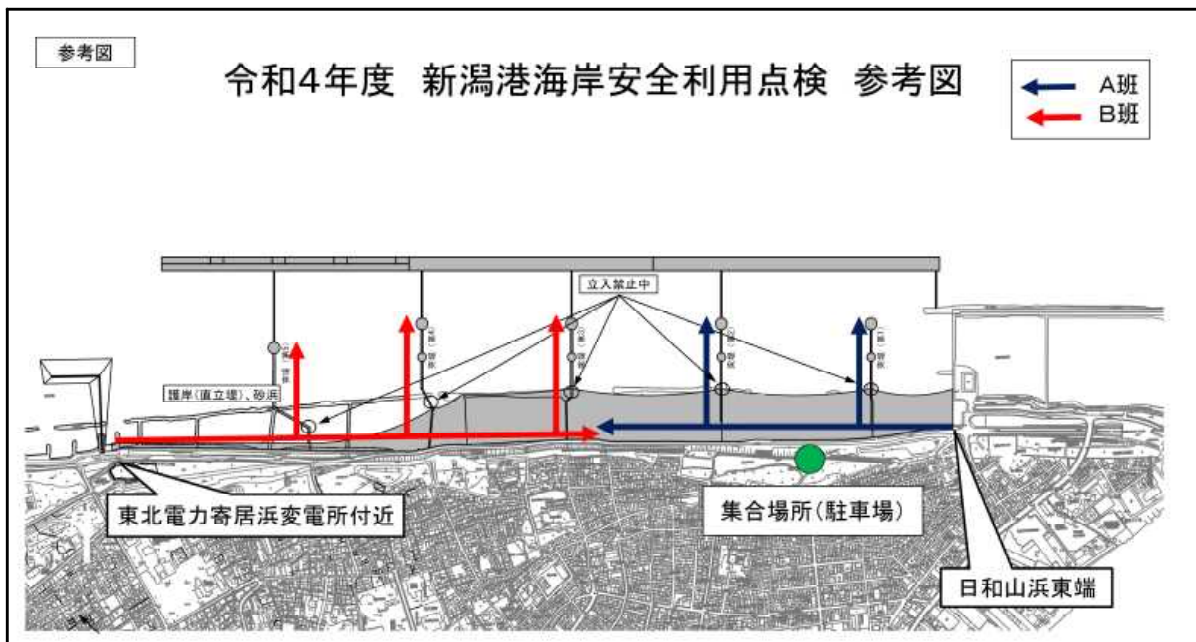 参考図
令和4年度 新潟港海岸安全利用点検 参考図
A班
B班
立入禁止中
護岸(直立堤)、砂浜
東北電力寄居浜変電所付近
集合場所(駐車場)
日和山浜東端